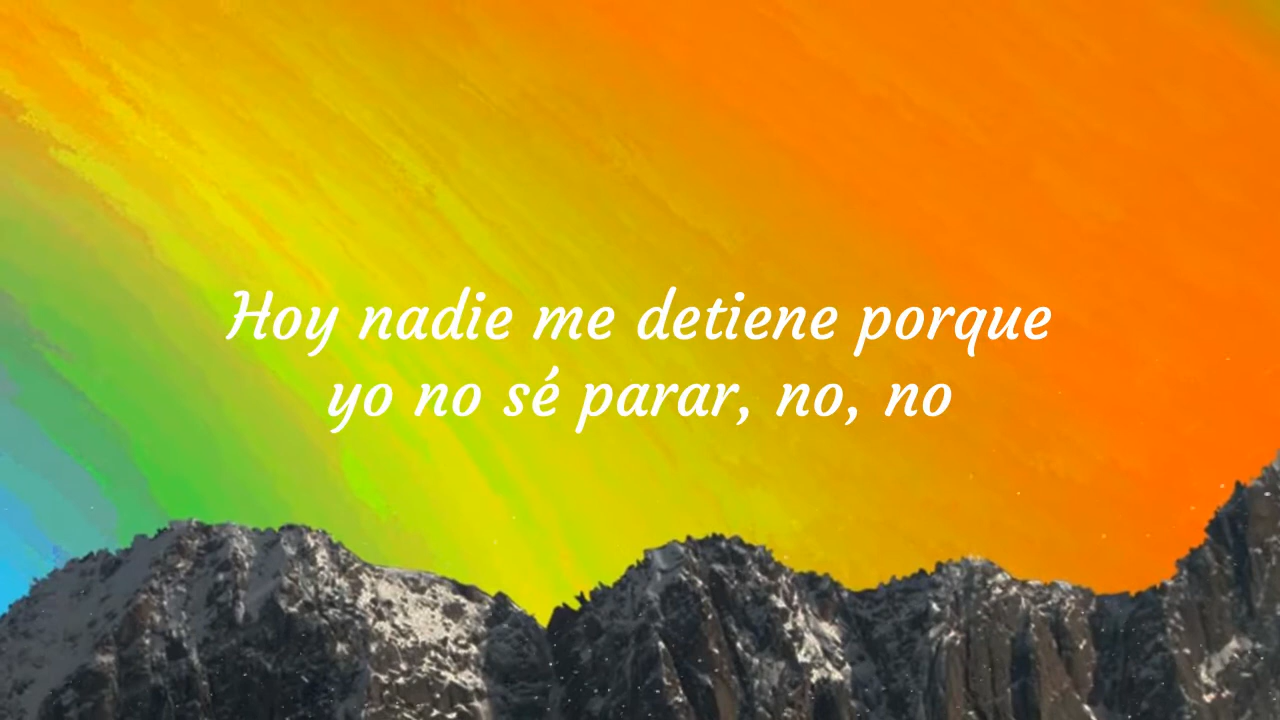 Hoy nadie me detiene porque
yo no sé parar, no, no